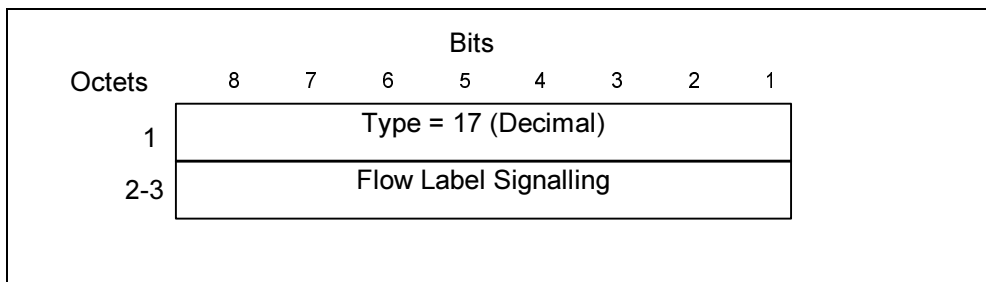 Bits
Octets 8 7 6 5 4 3 2 1
1 Type = 17 (Decimal)
2-3 Flow Label Signalling